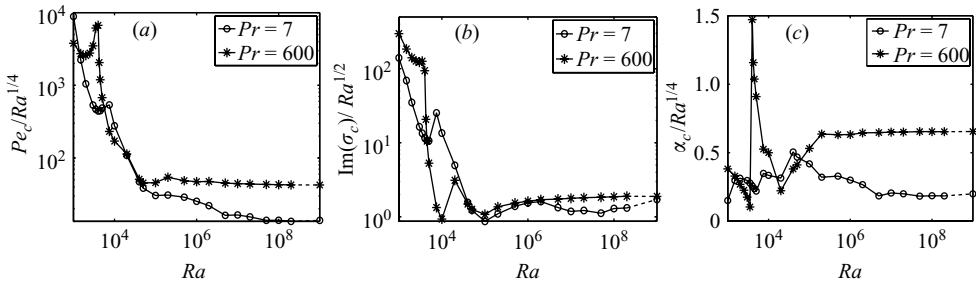 (a)
Pr = 7
Pr = 600
Pe_c/Ra^{1/4}
10^4
10^2
10^4 10^6 10^8
Ra
(b)
Pr = 7
Pr = 600
Im(σ_c)/ Ra^{1/2}
10^2
10^1
10^0
10^4 10^6 10^8
Ra
(c)
Pr = 7
Pr = 600
α_c/Ra^{1/4}
1.5
1.0
0.5
0
10^4 10^6 10^8
Ra